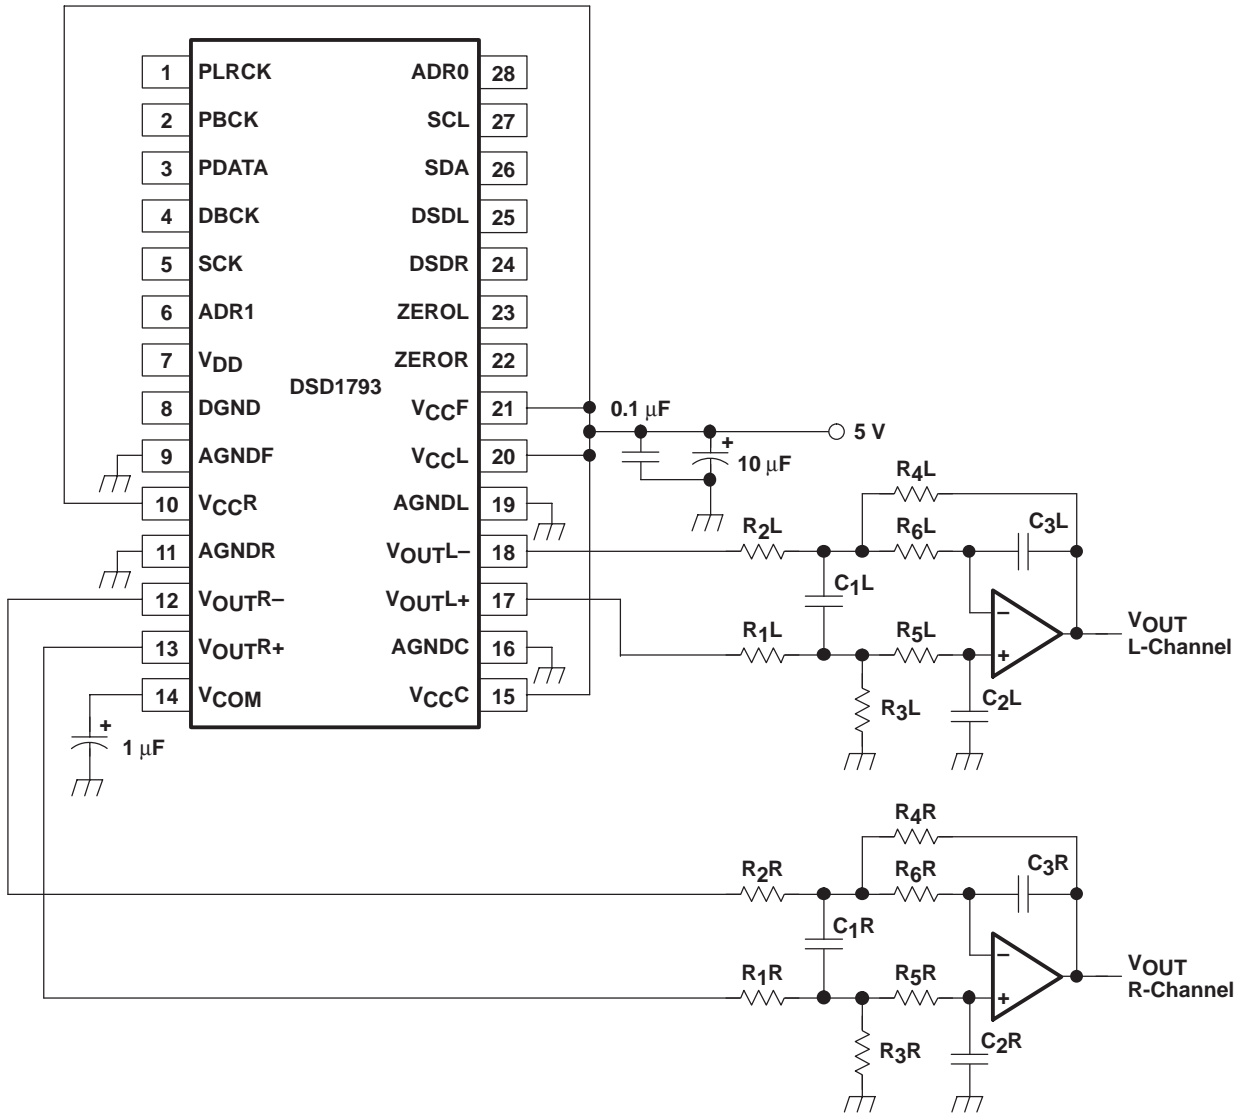 1 PLRCK ADR0 28
2 PBCK SCL 27
3 PDATA SDA 26
4 DBCK DSDL 25
5 SCK DSDR 24
6 ADR1 ZEROL 23
7 VDD ZEROR 22
DSD1793
8 DGND VCCF 21
0.1 μF
5 V
9 AGNDF VCCL 20
+
10 μF
10 VCCR AGNDL 19
R4L
11 AGNDR VOUTL– 18
R2L
R6L
C3L
12 VOUTR– VOUTL+ 17
C1L
–
VOUT
L-Channel
13 VOUTR+ AGNDC 16
R1L
R5L
+
14 VCOM VCCC 15
R3L
C2L
+
1 μF
R4R
R2R
R6R
C3R
C1R
–
VOUT
R-Channel
R1R
R5R
+
R3R
C2R